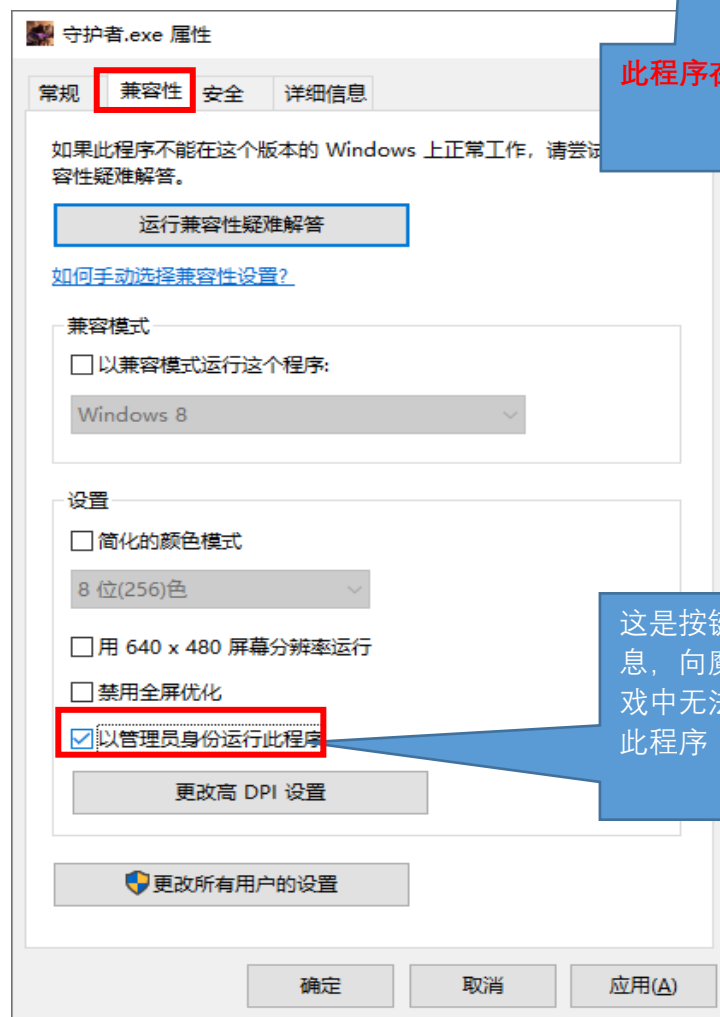 守护者.exe 属性
此程序在
常规 兼容性 安全 详细信息
如果此程序不能在这个版本的 Windows 上正常工作，请尝试
容性疑难解答。
运行兼容性疑难解答
如何手动选择兼容性设置?
兼容模式
以兼容模式运行这个程序:
Windows 8
设置
简化的颜色模式
8 位(256)色
用 640 x 480 屏幕分辨率运行
禁用全屏优化
以管理员身份运行此程序
更改高 DPI 设置
这是按键
息，向魔
戏中无法
此程序
更改所有用户的设置
确定 取消 应用(A)